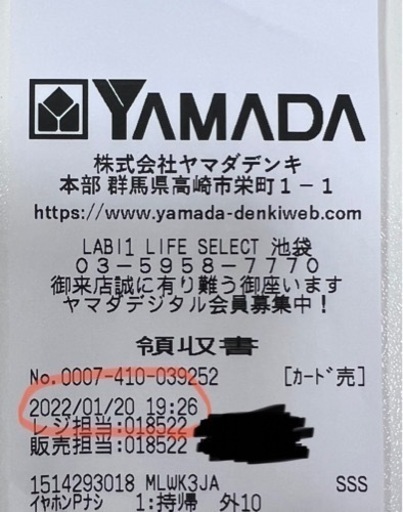 YAMADA
株式会社ヤマダデンキ
本部 群馬県高崎市栄町1-1
https://www.yamada-denkiweb.com
LABI1 LIFE SELECT 池袋
03-5958-7770
御来店誠に有り難う御座います
ヤマダデジタル会員募集中!
領収書
No.0007-410-039252 [カード売]
2022/01/20 19:26
レジ担当:018522
販売担当:018522
1514293018 MLWK3JA SSS
イヤホンPナシ 1:持帰 外10